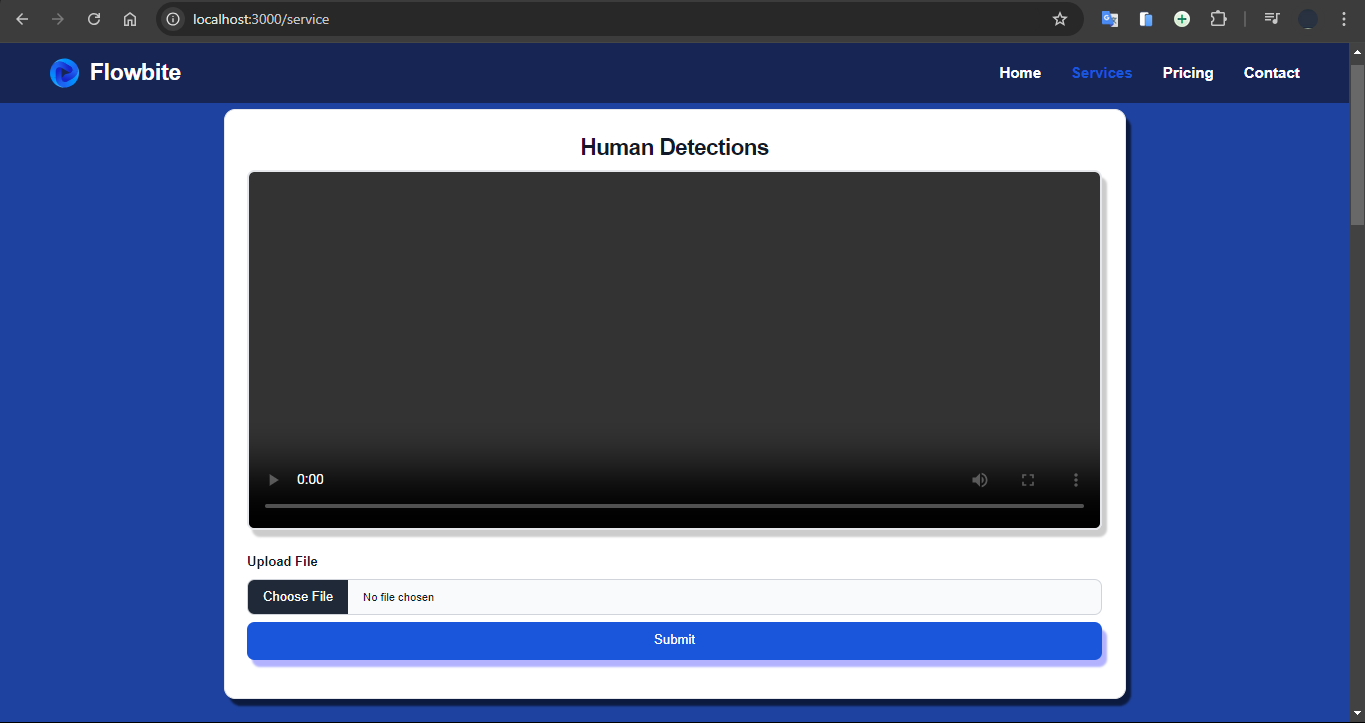 localhost:3000/service
Flowbite Home Services Pricing Contact
Human Detections
0:00
Upload File
Choose File No file chosen
Submit